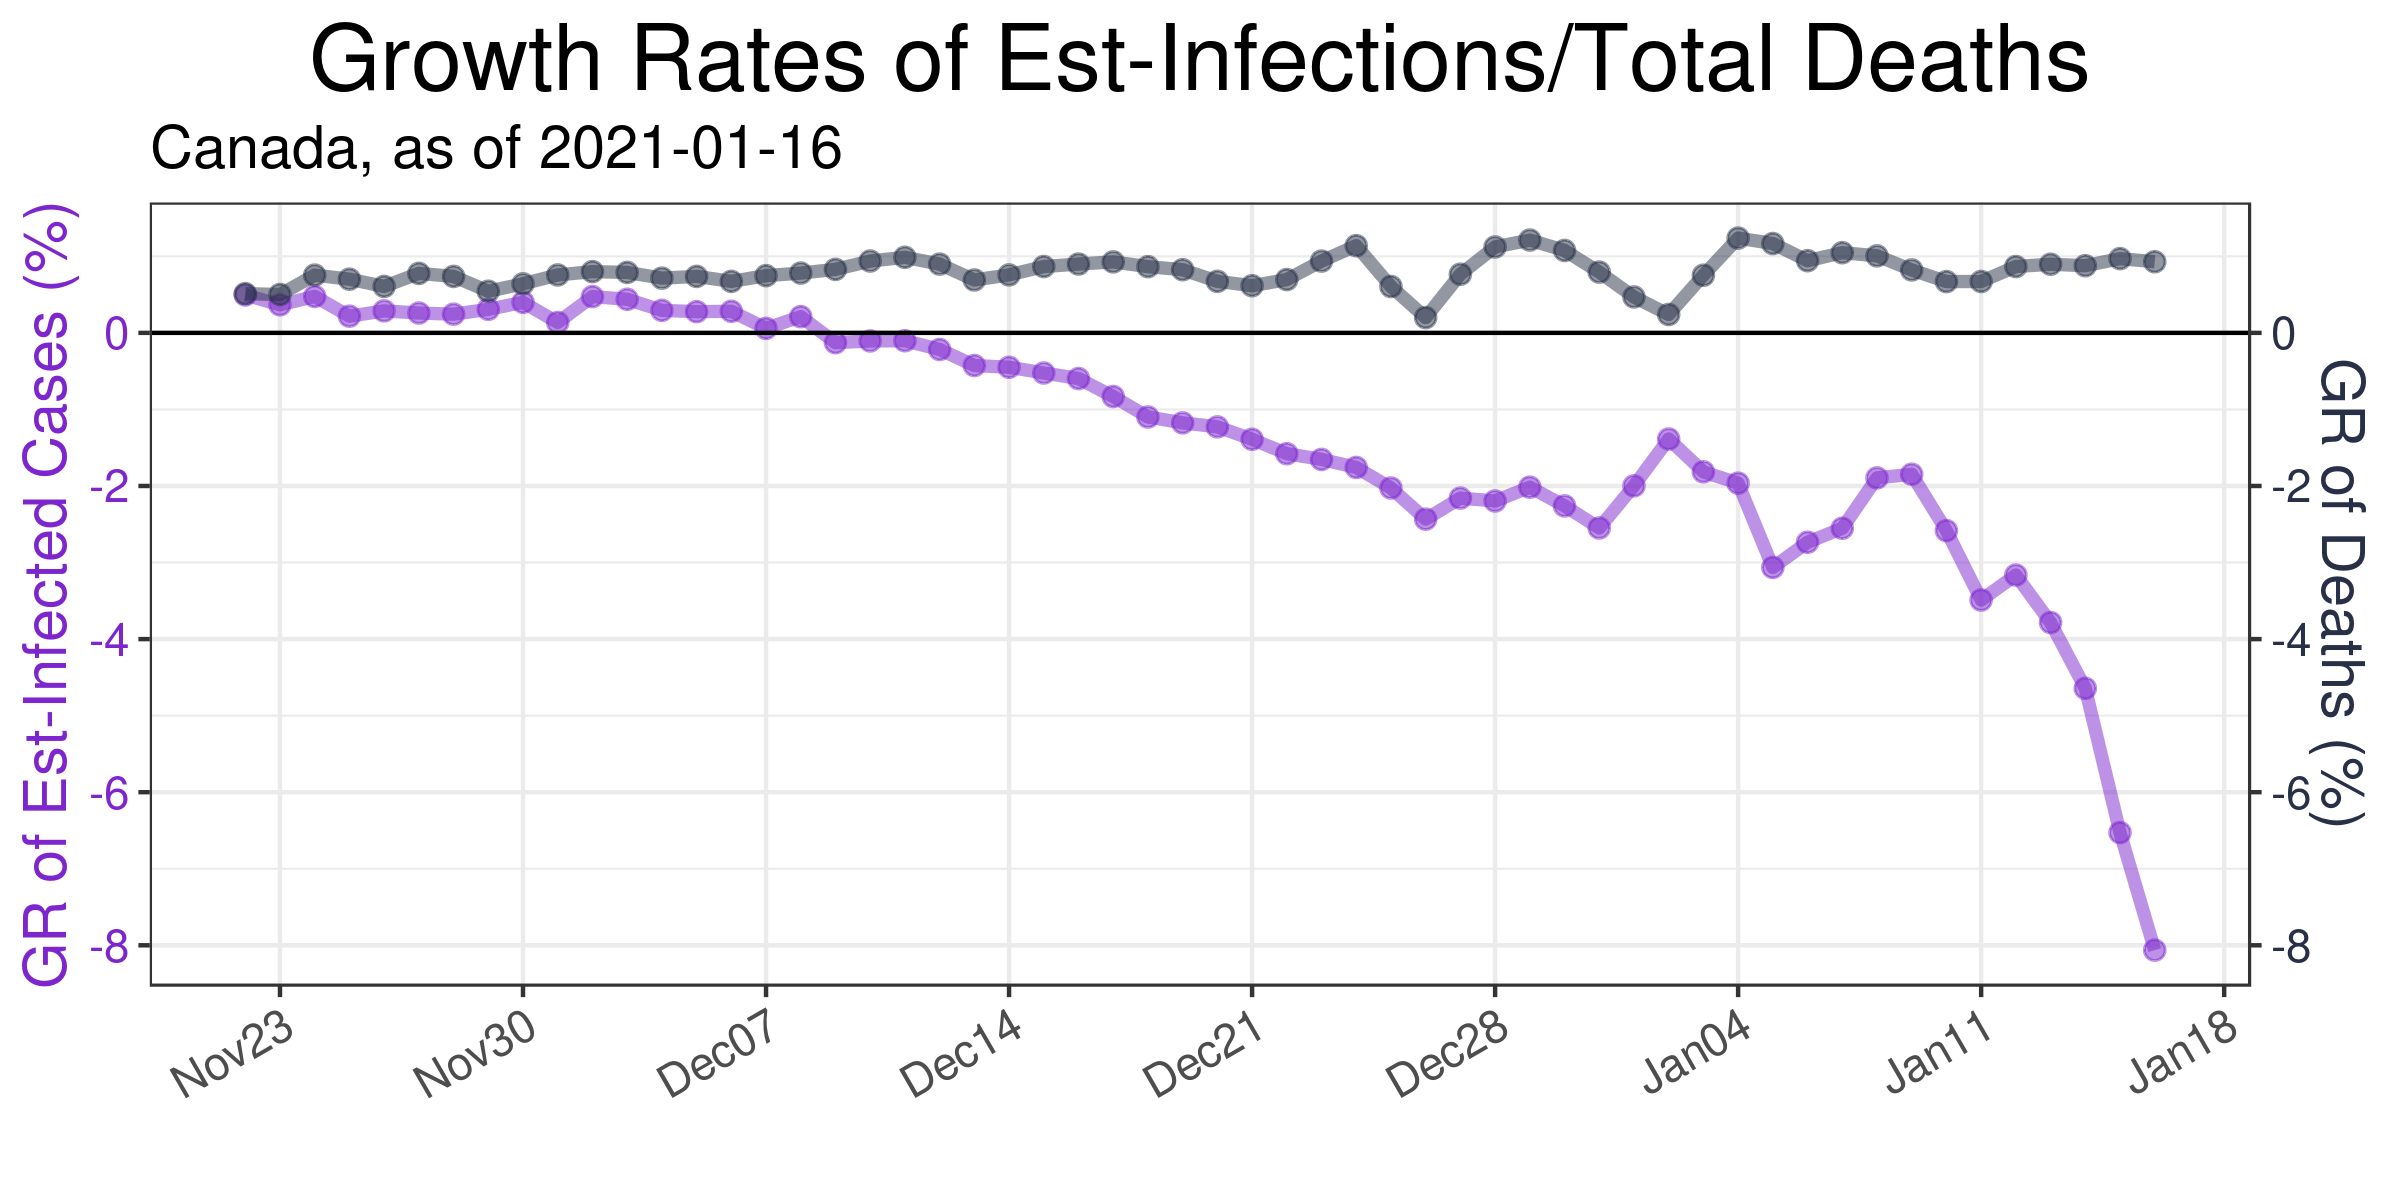 Growth Rates of Est-Infections/Total Deaths
Canada, as of 2021-01-16
GR of Est-Infected Cases (%)
0
-2
-4
-6
-8
0
-2
-4
-6
-8
GR of Deaths (%)
Nov23
Nov30
Dec07
Dec14
Dec21
Dec28
Jan04
Jan11
Jan18